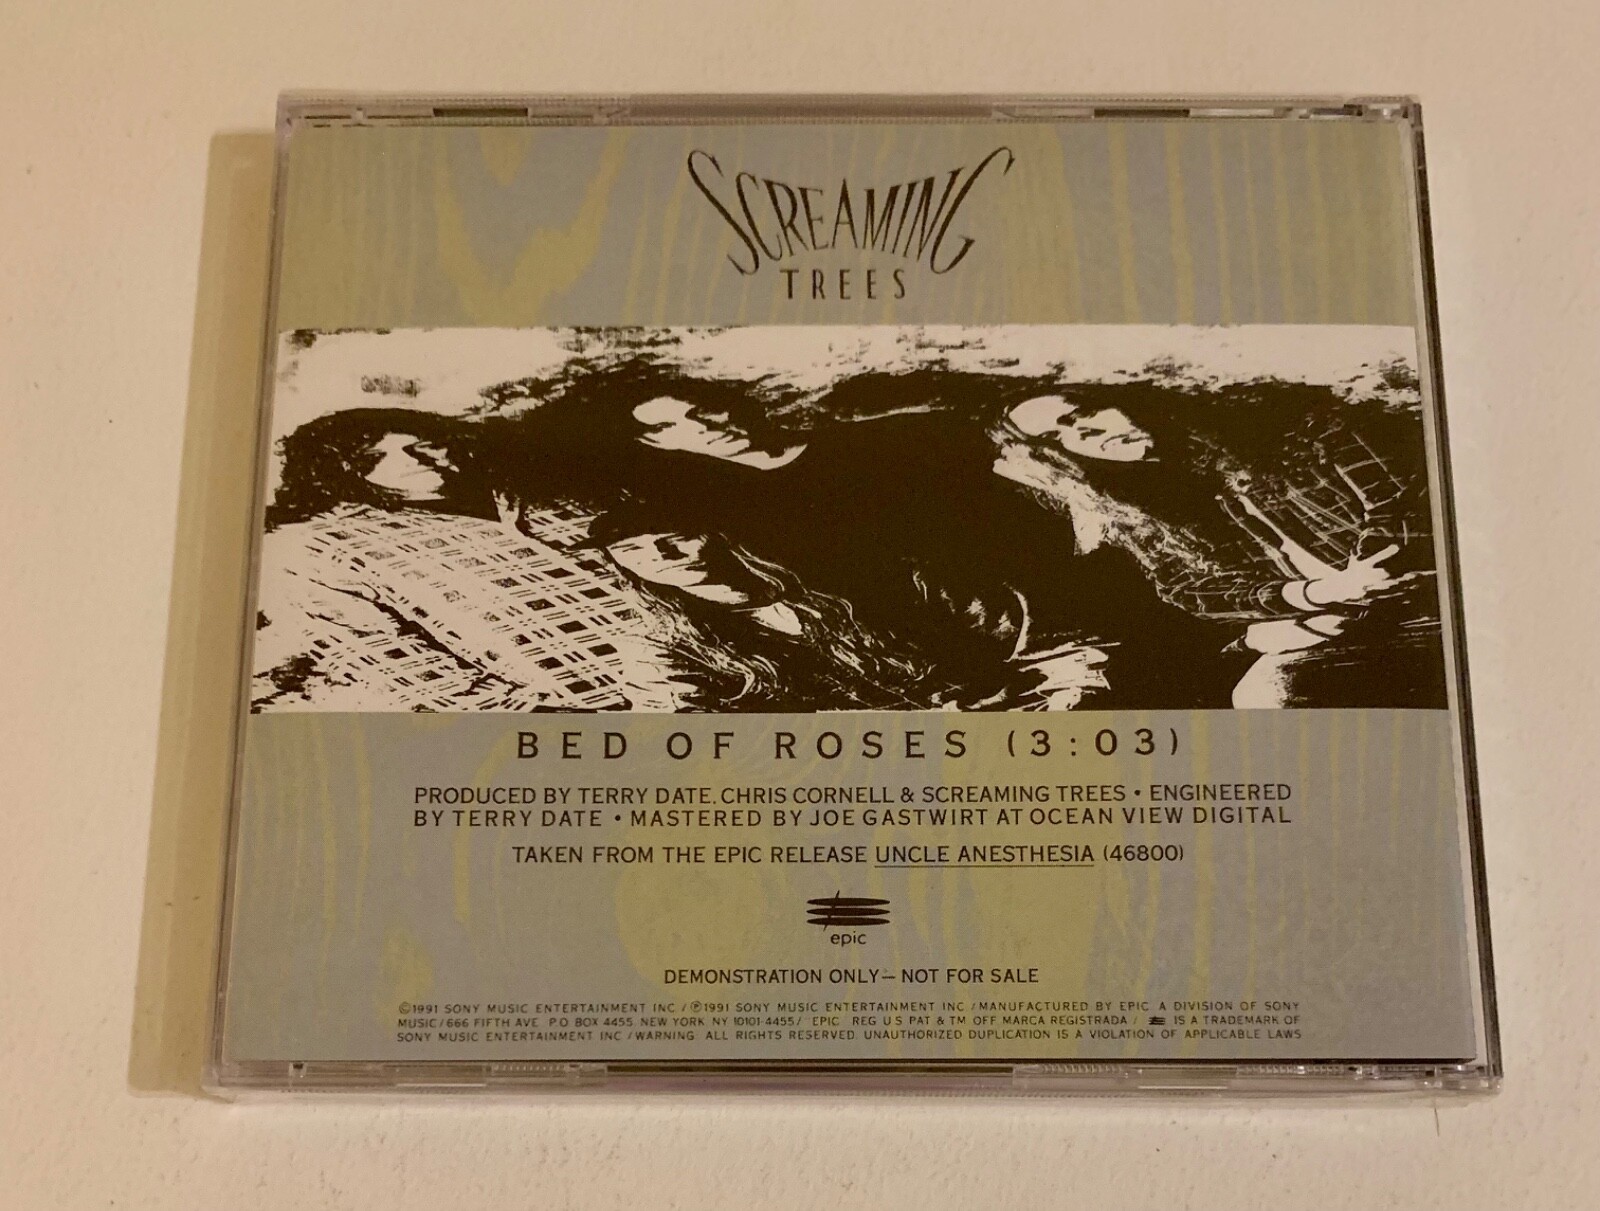 SCREAMING
TREES
BED OF ROSES (3:03)
PRODUCED BY TERRY DATE, CHRIS CORNELL & SCREAMING TREES • ENGINEERED
BY TERRY DATE • MASTERED BY JOE GASTWIRT AT OCEAN VIEW DIGITAL
TAKEN FROM THE EPIC RELEASE UNCLE ANESTHESIA (46800)
epic
DEMONSTRATION ONLY—NOT FOR SALE
©1991 SONY MUSIC ENTERTAINMENT INC / ℗1991 SONY MUSIC ENTERTAINMENT INC / MANUFACTURED BY EPIC A DIVISION OF SONY
MUSIC / 666 FIFTH AVE P O BOX 4455 NEW YORK NY 10101-4455 / EPIC REG U S PAT & TM OFF MARCA REGISTRADA / IS A TRADEMARK OF
SONY MUSIC ENTERTAINMENT INC / WARNING ALL RIGHTS RESERVED. UNAUTHORIZED DUPLICATION IS A VIOLATION OF APPLICABLE LAWS